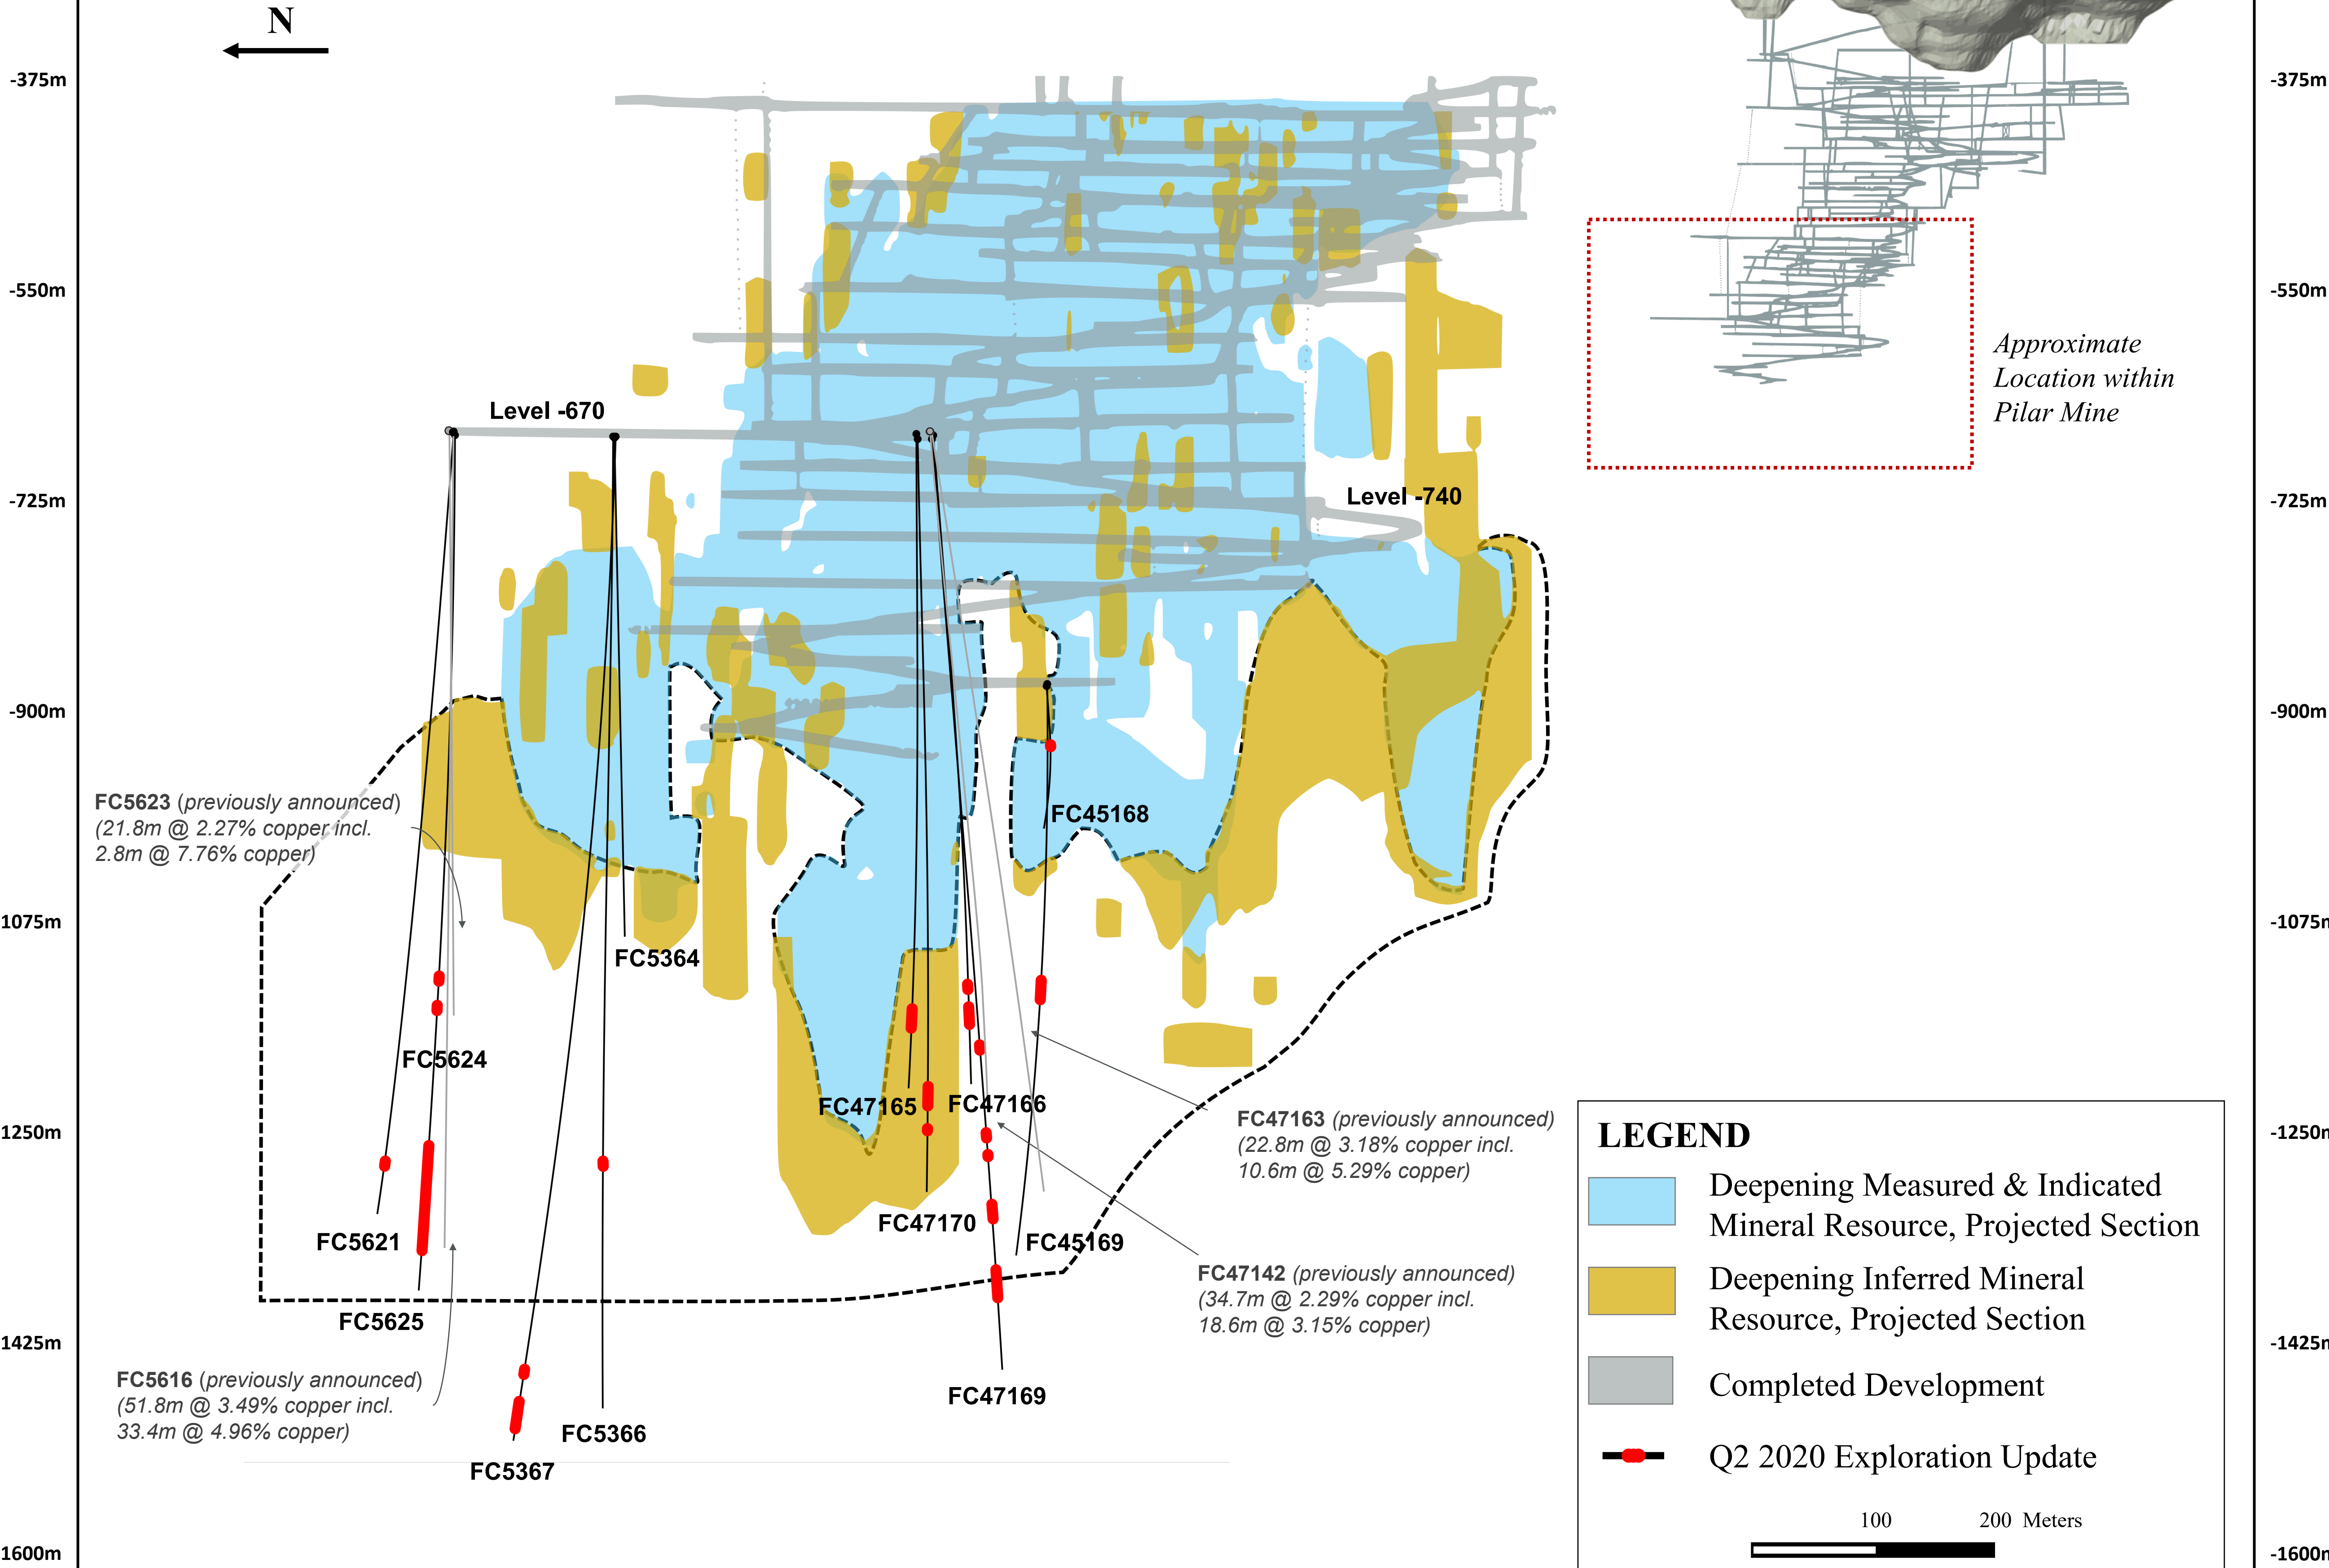 N
-375m
-550m
-725m
-900m
1075m
1250m
1425m
1600m
-375m
-550m
-725m
-900m
-1075m
-1250m
-1425m
-1600m
Approximate
Location within
Pilar Mine
Level -670
Level -740
FC5623 (previously announced)
(21.8m @ 2.27% copper incl.
2.8m @ 7.76% copper)
FC45168
FC5364
FC5624
FC47165
FC47166
FC47163 (previously announced)
(22.8m @ 3.18% copper incl.
10.6m @ 5.29% copper)
FC5621
FC47170
FC45169
FC47142 (previously announced)
(34.7m @ 2.29% copper incl.
18.6m @ 3.15% copper)
FC5625
FC5616 (previously announced)
(51.8m @ 3.49% copper incl.
33.4m @ 4.96% copper)
FC47169
FC5366
FC5367
LEGEND
Deepening Measured & Indicated
Mineral Resource, Projected Section
Deepening Inferred Mineral
Resource, Projected Section
Completed Development
Q2 2020 Exploration Update
100 200 Meters